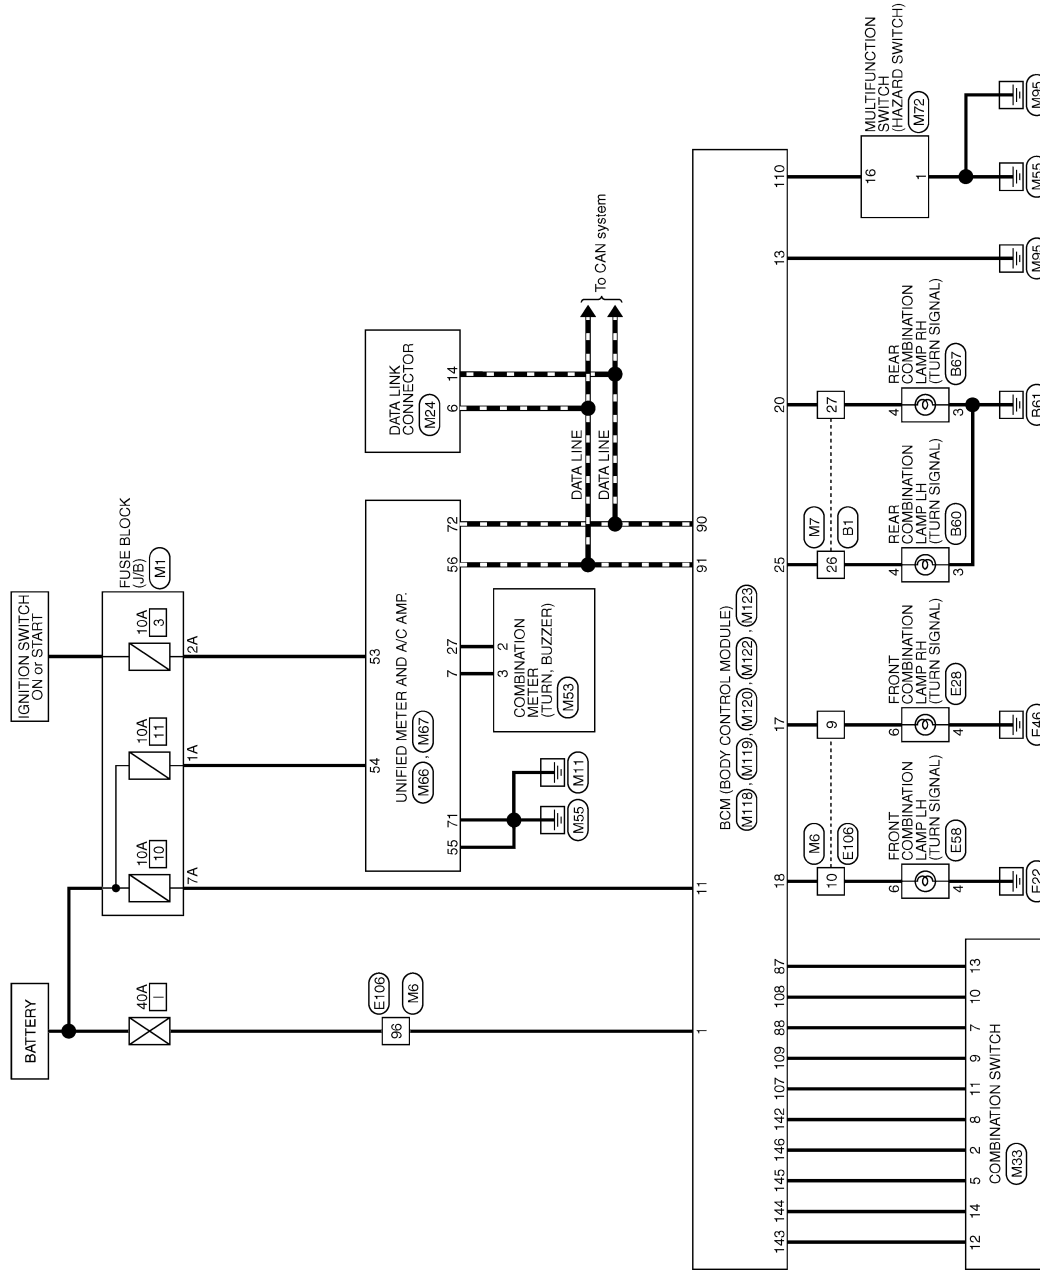 BATTERY
40A
I
E106
M6
96
1
IGNITION SWITCH
ON or START
FUSE BLOCK
(J/B)
M1
10A
10
10A
11
10A
3
7A
1A
2A
11
54
53
UNIFIED METER AND A/C AMP.
M66 , M67
55
71
7
27
56
72
M55
M11
3
2
COMBINATION
METER
(TURN, BUZZER)
M53
DATA LINK
CONNECTOR
M24
6
14
DATA LINE
DATA LINE
To CAN system
91
90
BCM (BODY CONTROL MODULE)
M118 , M119 , M120 , M122 , M123
143
144
145
146
142
107
109
88
108
87
18
17
25
20
13
110
12
14
5
2
8
11
9
7
10
13
COMBINATION SWITCH
M33
M6
E106
10
9
FRONT
COMBINATION
LAMP LH
(TURN SIGNAL)
E58
6
4
E22
FRONT
COMBINATION
LAMP RH
(TURN SIGNAL)
E28
6
4
E46
M7
B1
26
27
REAR
COMBINATION
LAMP LH
(TURN SIGNAL)
B60
4
3
REAR
COMBINATION
LAMP RH
(TURN SIGNAL)
B67
4
3
B61
M95
MULTIFUNCTION
SWITCH
(HAZARD SWITCH)
M72
16
1
M55
M95